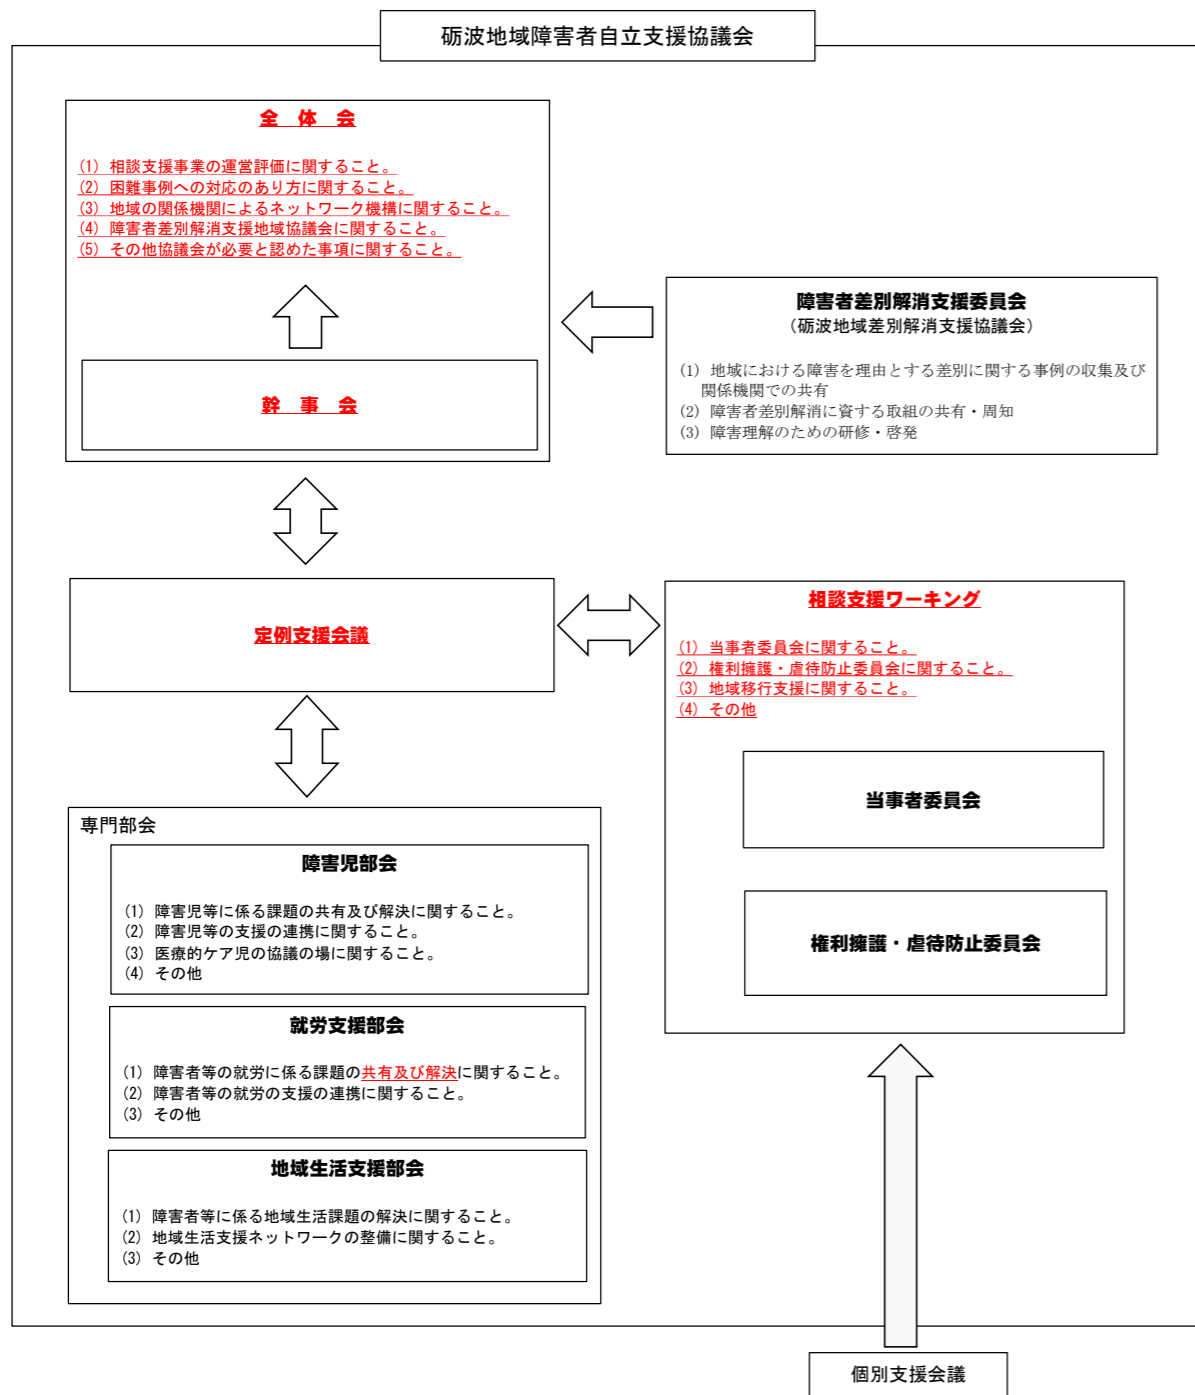 砺波地域障害者自立支援協議会
全　体　会
(1) 相談支援事業の運営評価に関すること。
(2) 困難事例への対応のあり方に関すること。
(3) 地域の関係機関によるネットワーク機構に関すること。
(4) 障害者差別解消支援地域協議会に関すること。
(5) その他協議会が必要と認めた事項に関すること。
幹　事　会
障害者差別解消支援委員会
（砺波地域差別解消支援協議会）
(1) 地域における障害を理由とする差別に関する事例の収集及び
関係機関での共有
(2) 障害者差別解消に資する取組の共有・周知
(3) 障害理解のための研修・啓発
定例支援会議
相談支援ワーキング
(1) 当事者委員会に関すること。
(2) 権利擁護・虐待防止委員会に関すること。
(3) 地域移行支援に関すること。
(4) その他
当事者委員会
権利擁護・虐待防止委員会
専門部会
障害児部会
(1) 障害児等に係る課題の共有及び解決に関すること。
(2) 障害児等の支援の連携に関すること。
(3) 医療的ケア児の協議の場に関すること。
(4) その他
就労支援部会
(1) 障害者等の就労に係る課題の共有及び解決に関すること。
(2) 障害者等の就労の支援の連携に関すること。
(3) その他
地域生活支援部会
(1) 障害者等に係る地域生活課題の解決に関すること。
(2) 地域生活支援ネットワークの整備に関すること。
(3) その他
個別支援会議